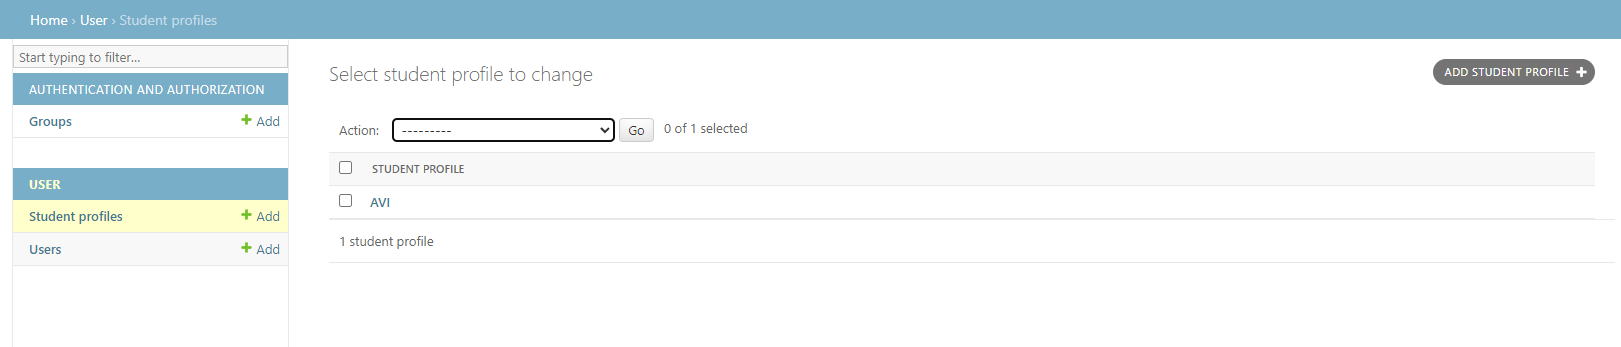 Home › User › Student profiles
Start typing to filter...
AUTHENTICATION AND AUTHORIZATION
Groups
Add
USER
Student profiles
Add
Users
Add
Select student profile to change
ADD STUDENT PROFILE
Action: --------- Go 0 of 1 selected
STUDENT PROFILE
AVI
1 student profile